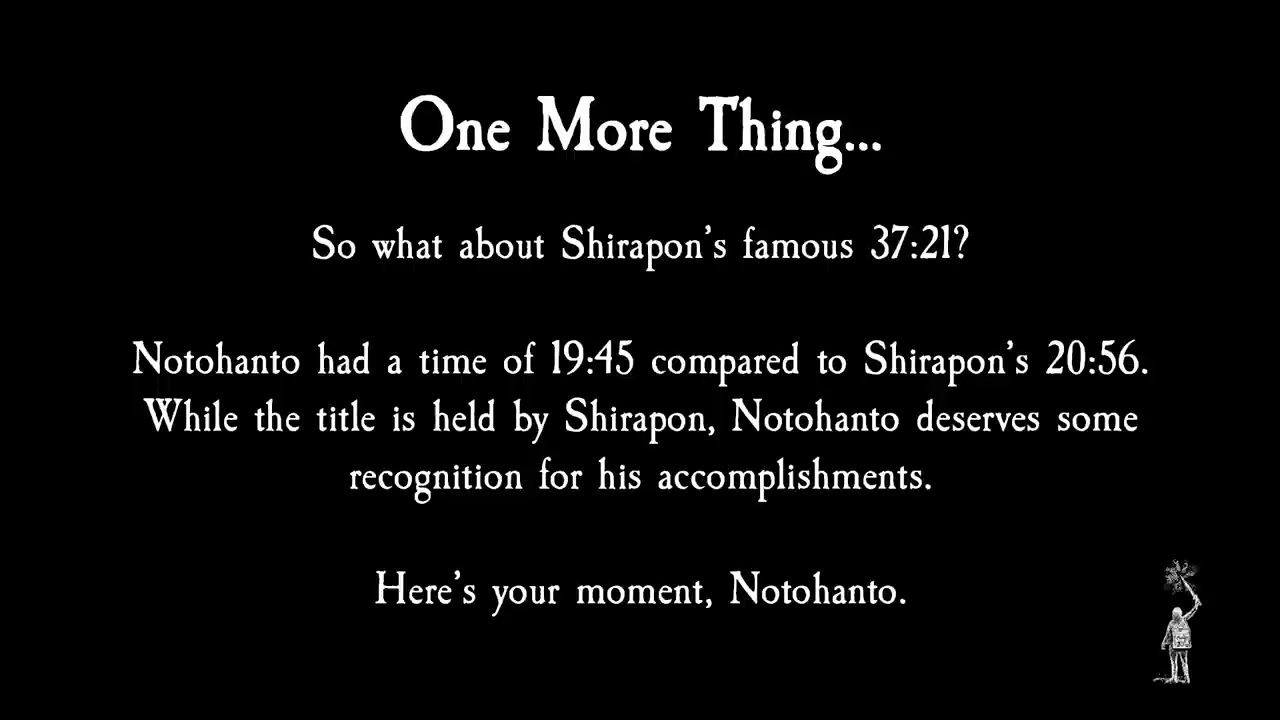 One More Thing...
So what about Shirapon's famous 37:21?
Notohanto had a time of 19:45 compared to Shirapon's 20:56.
While the title is held by Shirapon, Notohanto deserves some
recognition for his accomplishments.
Here's your moment, Notohanto.